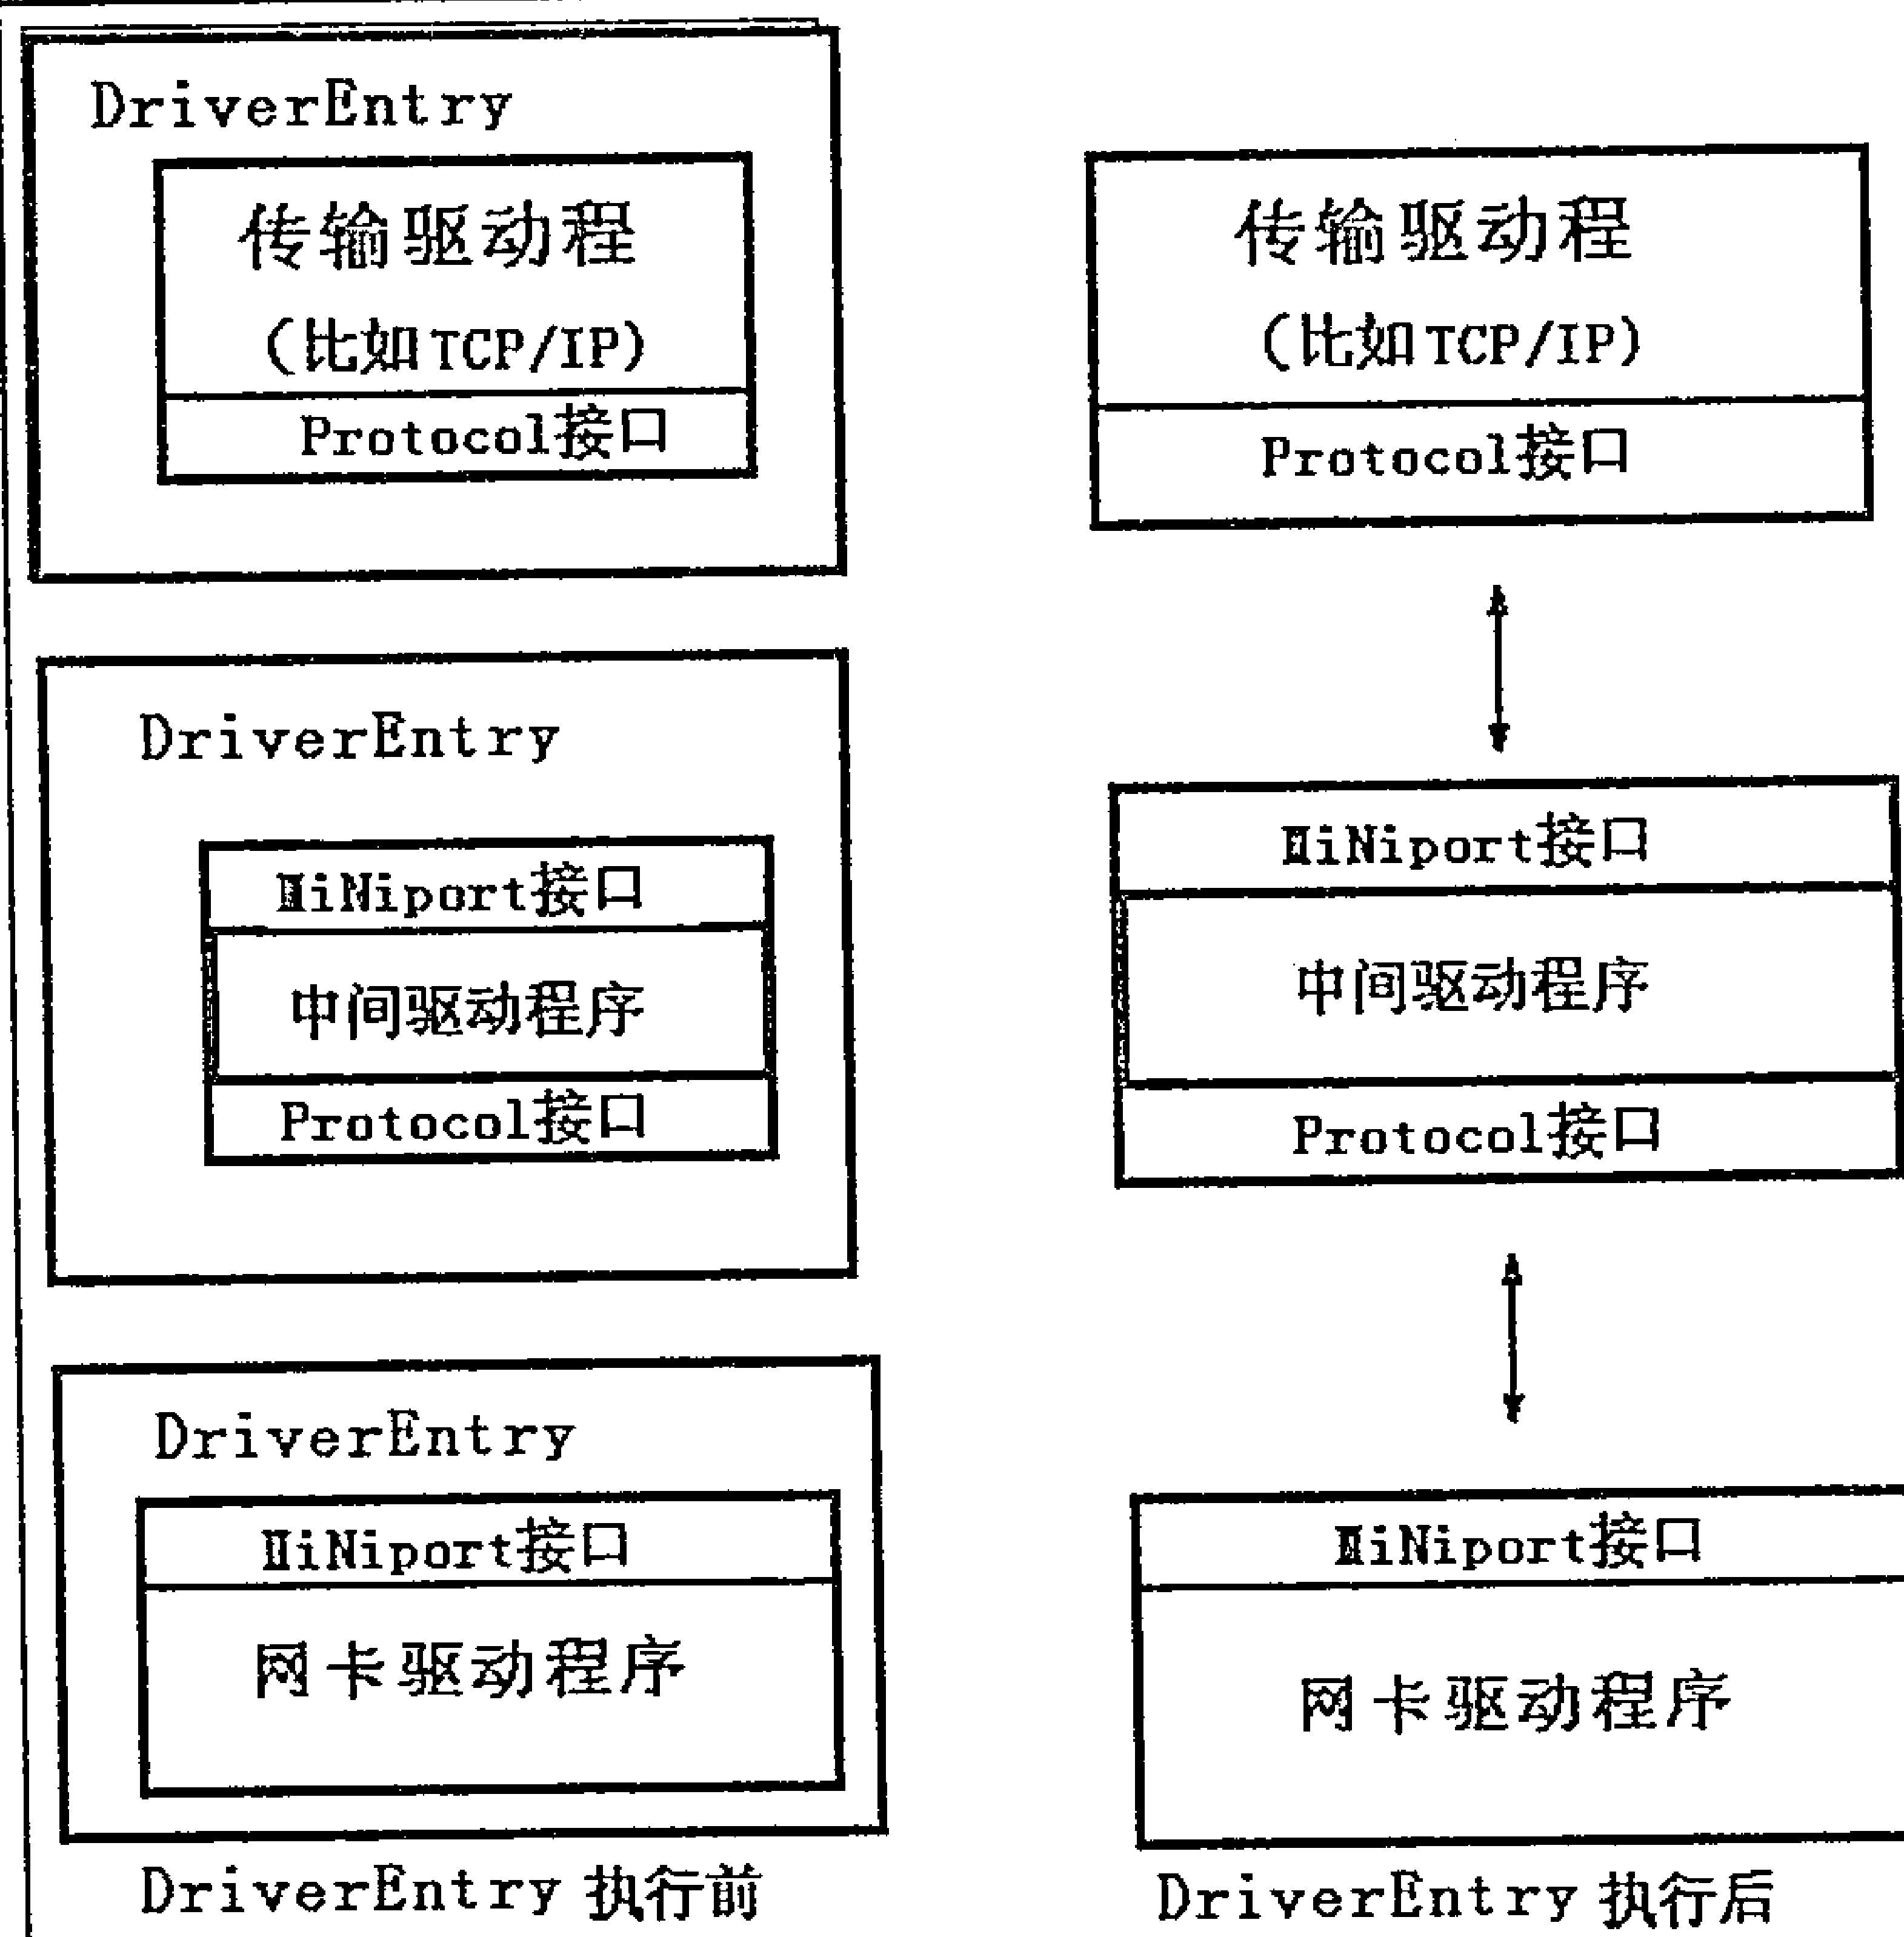 DriverEntry
传输驱动程
(比如TCP/IP)
Protocol接口
DriverEntry
MiNiport接口
中间驱动程序
Protocol接口
DriverEntry
MiNiport接口
网卡驱动程序
DriverEntry 执行前
传输驱动程
(比如TCP/IP)
Protocol接口
MiNiport接口
中间驱动程序
Protocol接口
MiNiport接口
网卡驱动程序
DriverEntry 执行后